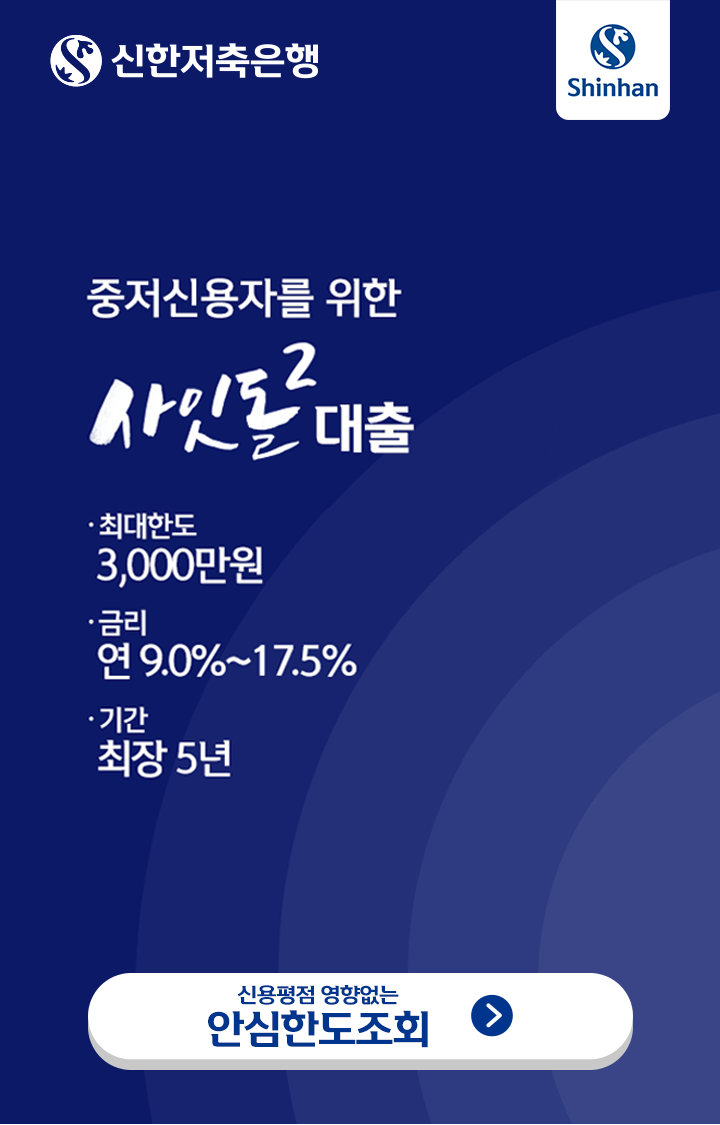 신한저축은행
Shinhan
중저신용자를 위한
사잇돌2 대출
· 최대한도
3,000만원
· 금리
연 9.0%~17.5%
· 기간
최장 5년
신용평점 영향없는
안심한도조회